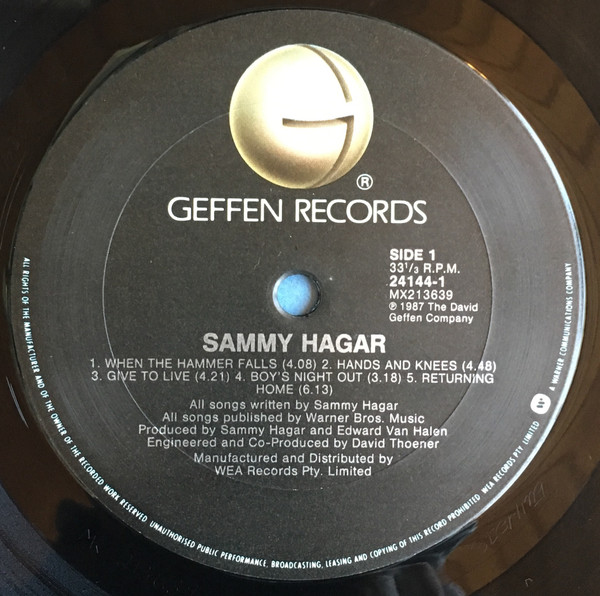 ®
GEFFEN RECORDS
SIDE 1
33 1/3 R.P.M.
24144-1
MX213639
℗ 1987 The David
Geffen Company
SAMMY HAGAR
1. WHEN THE HAMMER FALLS (4.08) 2. HANDS AND KNEES (4.48)
3. GIVE TO LIVE (4.21) 4. BOY'S NIGHT OUT (3.18) 5. RETURNING
HOME (6.13)
All songs written by Sammy Hagar
All songs published by Warner Bros. Music
Produced by Sammy Hagar and Edward Van Halen
Engineered and Co-Produced by David Thoener
Manufactured and Distributed by
WEA Records Pty. Limited
ALL RIGHTS OF THE MANUFACTURER AND OF THE OWNER OF THE RECORDED WORK RESERVED. UNAUTHORISED PUBLIC PERFORMANCE, BROADCASTING, LEASING AND COPYING OF THIS RECORD PROHIBITED WEA RECORDS PTY. LIMITED
A WARNER COMMUNICATIONS COMPANY